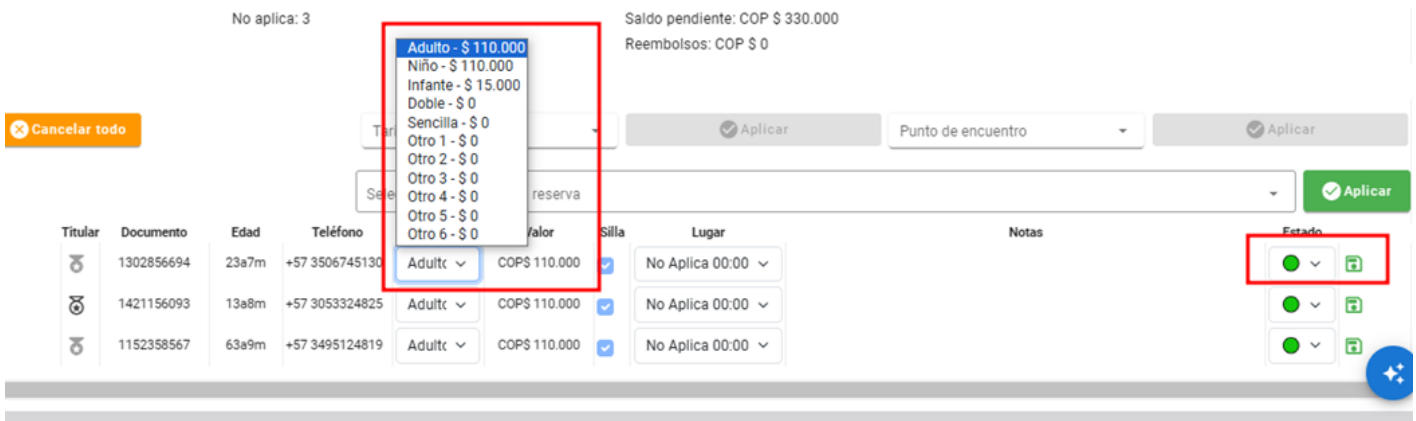 No aplica: 3
Saldo pendiente: COP $ 330.000
Reembolsos: COP $ 0
Adulto - $ 110.000
Niño - $ 110.000
Infante - $ 15.000
Doble - $ 0
Sencilla - $ 0
Otro 1 - $ 0
Otro 2 - $ 0
Otro 3 - $ 0
Otro 4 - $ 0
Otro 5 - $ 0
Otro 6 - $ 0
Cancelar todo
Aplicar
Punto de encuentro
Aplicar
reserva
Aplicar
Titular Documento Edad Teléfono Valor Silla Lugar Notas Estado
1302856694 23a7m +57 3506745130 Adultc COP$ 110.000 No Aplica 00:00
1421156093 13a8m +57 3053324825 Adultc COP$ 110.000 No Aplica 00:00
1152358567 63a9m +57 3495124819 Adultc COP$ 110.000 No Aplica 00:00